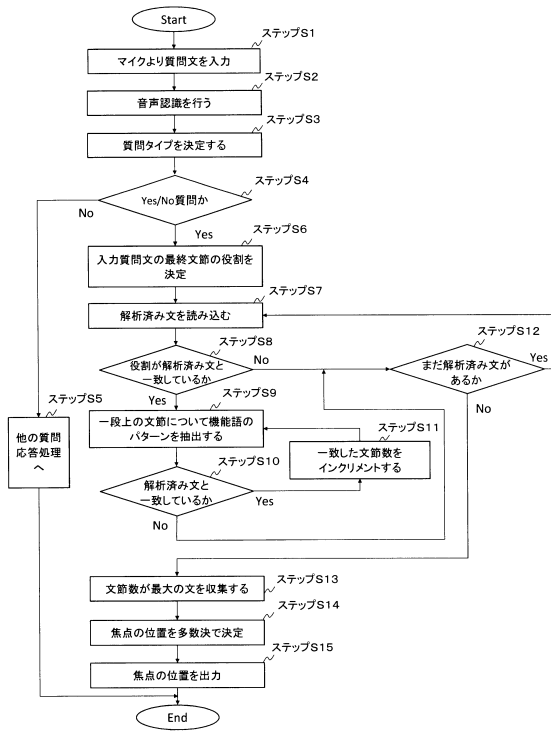 Start
ステップS1
マイクより質問文を入力
ステップS2
音声認識を行う
ステップS3
質問タイプを決定する
ステップS4
Yes/No質問か
No
Yes
ステップS6
入力質問文の最終文節の役割を
決定
ステップS7
解析済み文を読み込む
ステップS8
役割が解析済み文と
一致しているか
No
Yes
ステップS12
まだ解析済み文が
あるか
Yes
No
ステップS5
他の質問
応答処理
へ
ステップS9
一段上の文節について機能語の
パターンを抽出する
ステップS11
一致した文節数を
インクリメントする
ステップS10
解析済み文と
一致しているか
Yes
No
ステップS13
文節数が最大の文を収集する
ステップS14
焦点の位置を多数決で決定
ステップS15
焦点の位置を出力
End